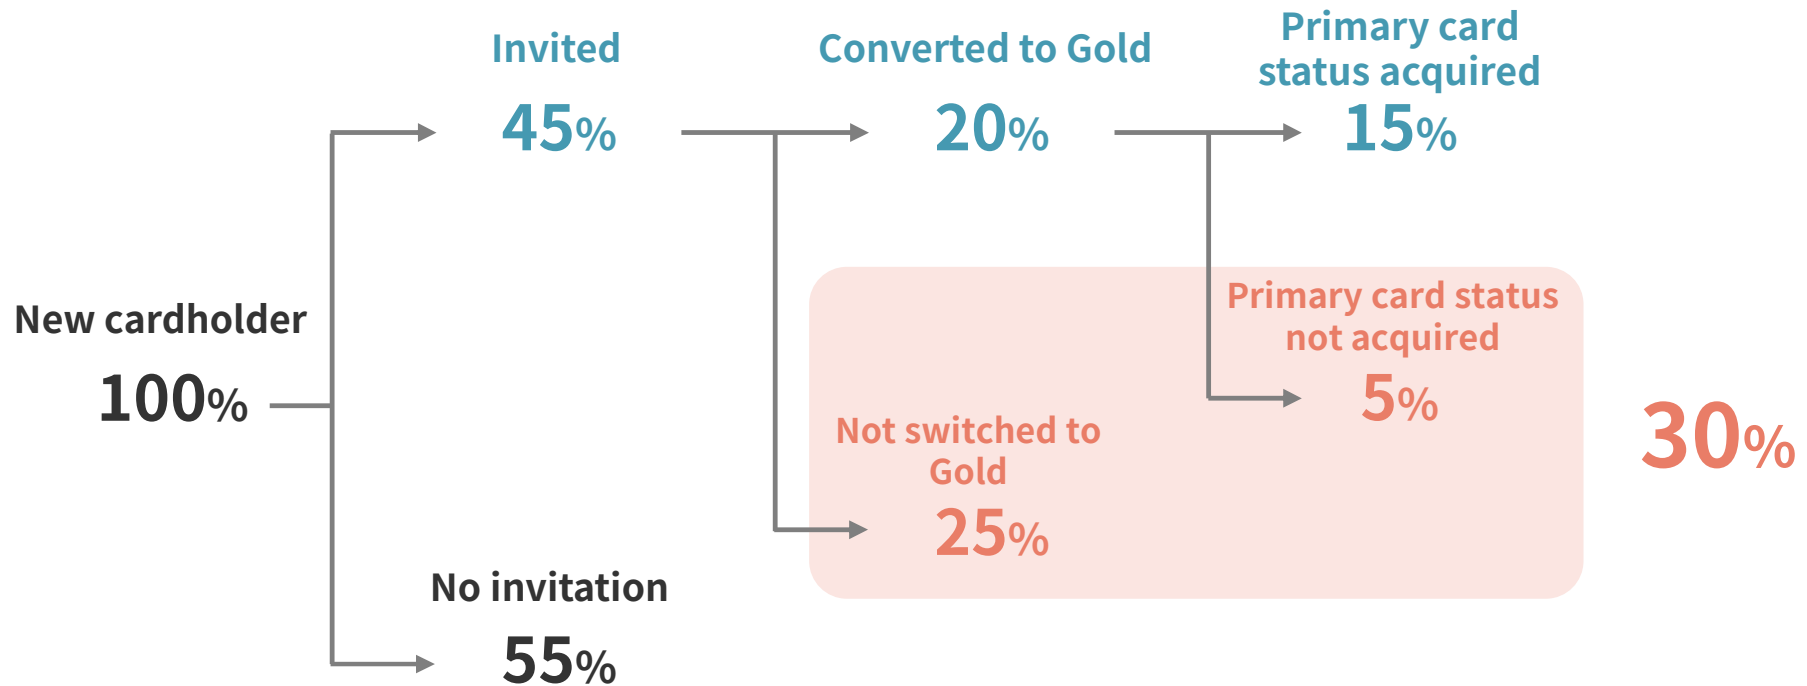 Invited
45%
Converted to Gold
20%
Primary card
status acquired
15%
New cardholder
100%
Primary card status
not acquired
5%
Not switched to
Gold
25%
30%
No invitation
55%